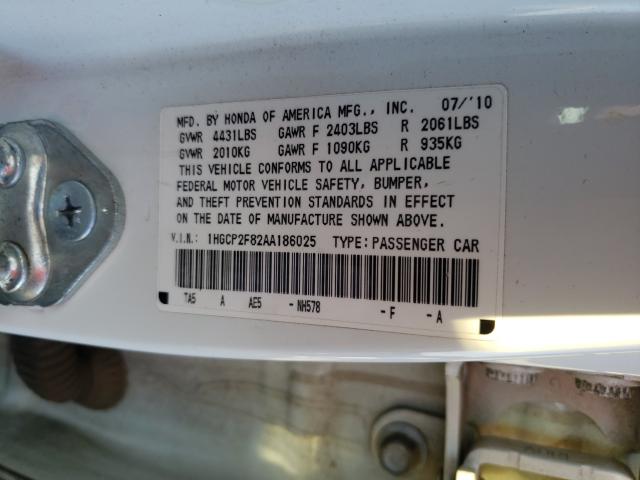 MFD. BY HONDA OF AMERICA MFG., INC. 07/'10
GVWR 4431LBS GAWR F 2403LBS R 2061LBS
GVWR 2010KG GAWR F 1090KG R 935KG
THIS VEHICLE CONFORMS TO ALL APPLICABLE
FEDERAL MOTOR VEHICLE SAFETY, BUMPER,
AND THEFT PREVENTION STANDARDS IN EFFECT
ON THE DATE OF MANUFACTURE SHOWN ABOVE.
V.I.N.: 1HGCP2F82AA186025 TYPE: PASSENGER CAR
TA5 A AE5 -NH578 -F -A